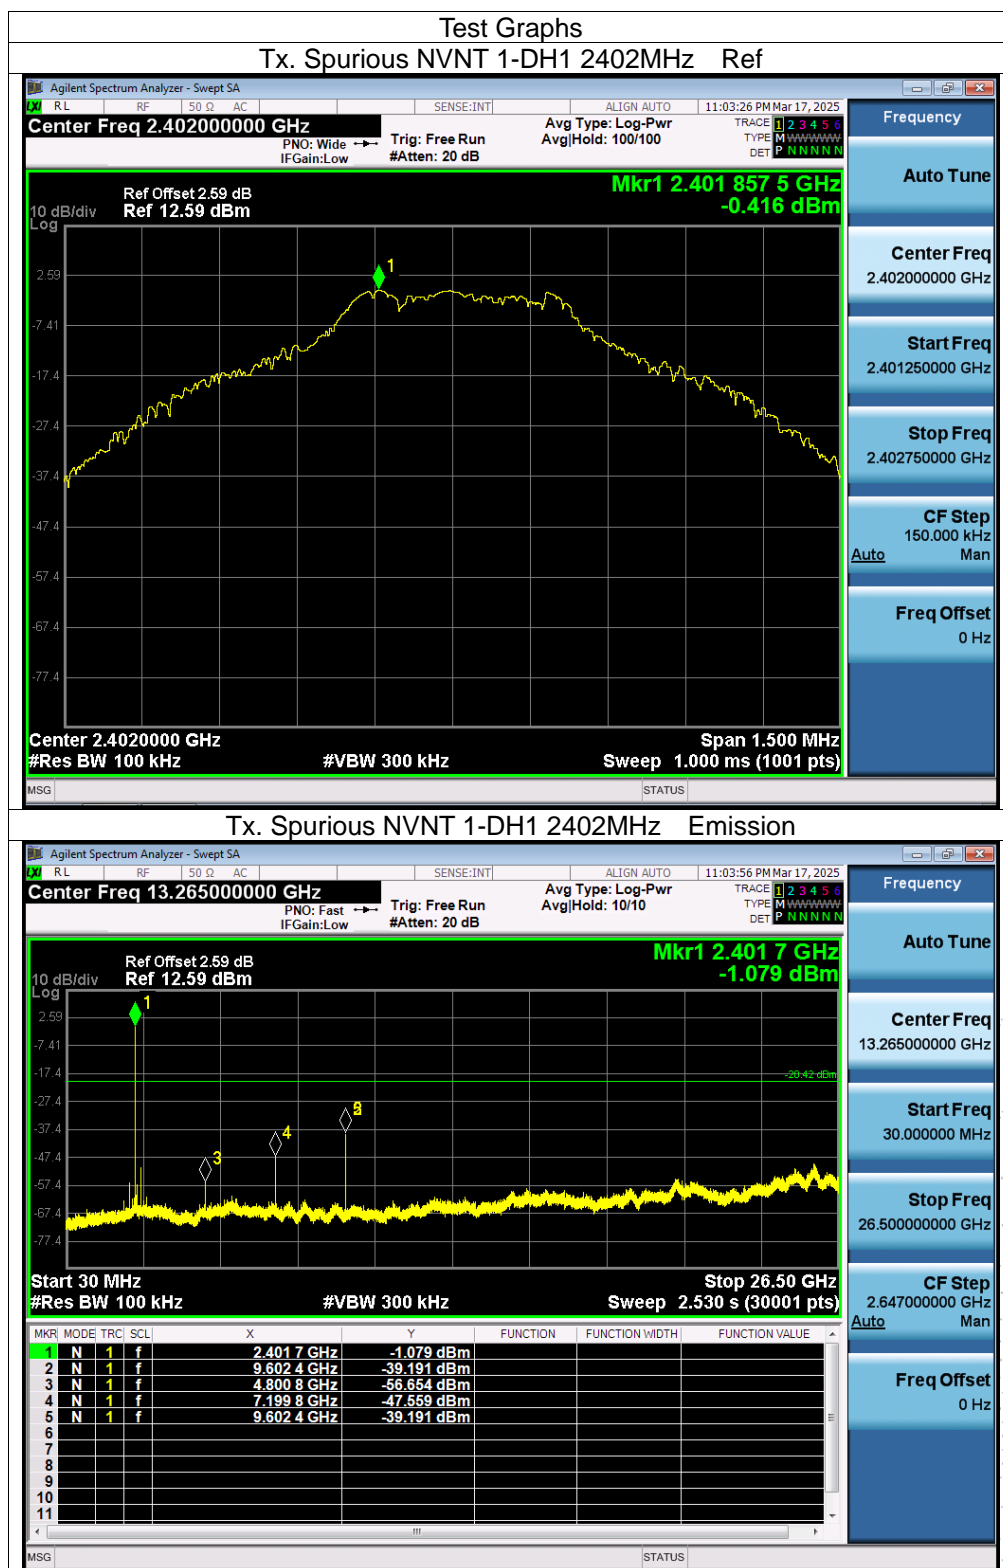 Test Graphs
Tx. Spurious NVNT 1-DH1 2402MHz Ref
Agilent Spectrum Analyzer - Swept SA
LXI RL RF 50 Ω AC SENSE:INT ALIGN AUTO 11:03:26 PM Mar 17, 2025
Center Freq 2.402000000 GHz
PNO: Wide
IFGain:Low
Trig: Free Run
#Atten: 20 dB
Avg Type: Log-Pwr
Avg|Hold: 100/100
TRACE 1 2 3 4 5 6
TYPE M WWWWW
DET P N N N N N
Ref Offset 2.59 dB
10 dB/div Ref 12.59 dBm
Log
Mkr1 2.401 857 5 GHz
-0.416 dBm
1
2.59
-7.41
-17.4
-27.4
-37.4
-47.4
-57.4
-67.4
-77.4
Center 2.4020000 GHz Span 1.500 MHz
#Res BW 100 kHz #VBW 300 kHz Sweep 1.000 ms (1001 pts)
MSG STATUS
Frequency
Auto Tune
Center Freq
2.402000000 GHz
Start Freq
2.401250000 GHz
Stop Freq
2.402750000 GHz
CF Step
150.000 kHz
Auto Man
Freq Offset
0 Hz
Tx. Spurious NVNT 1-DH1 2402MHz Emission
Agilent Spectrum Analyzer - Swept SA
LXI RL RF 50 Ω AC SENSE:INT ALIGN AUTO 11:03:56 PM Mar 17, 2025
Center Freq 13.265000000 GHz
PNO: Fast
IFGain:Low
Trig: Free Run
#Atten: 20 dB
Avg Type: Log-Pwr
Avg|Hold: 10/10
TRACE 1 2 3 4 5 6
TYPE M WWWWW
DET P N N N N N
Ref Offset 2.59 dB
10 dB/div Ref 12.59 dBm
Log
Mkr1 2.401 7 GHz
-1.079 dBm
1
2.59
-7.41
-17.4
-20.42 dBm
-27.4
-37.4
4
-47.4
3
-57.4
-67.4
-77.4
Start 30 MHz Stop 26.50 GHz
#Res BW 100 kHz #VBW 300 kHz Sweep 2.530 s (30001 pts)
MKR MODE TRC SCL X Y FUNCTION FUNCTION WIDTH FUNCTION VALUE
1 N 1 f 2.401 7 GHz -1.079 dBm
2 N 1 f 9.602 4 GHz -39.191 dBm
3 N 1 f 4.800 8 GHz -56.654 dBm
4 N 1 f 7.199 8 GHz -47.559 dBm
5 N 1 f 9.602 4 GHz -39.191 dBm
6
7
8
9
10
11
MSG STATUS
Frequency
Auto Tune
Center Freq
13.265000000 GHz
Start Freq
30.000000 MHz
Stop Freq
26.500000000 GHz
CF Step
2.647000000 GHz
Auto Man
Freq Offset
0 Hz